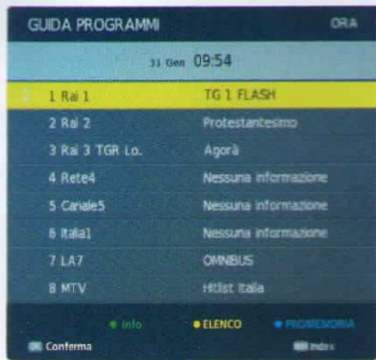 GUIDA PROGRAMMI ORA
31 Gen 09:54
1 Rai 1 TG 1 FLASH
2 Rai 2 Protestantesimo
3 Rai 3 TGR Lo. Agorà
4 Rete4 Nessuna informazione
5 Canale5 Nessuna informazione
6 Italia1 Nessuna informazione
7 LA7 OMNIBUS
8 MTV Hitlist Italia
Info ELENCO PROMEMORIA
Conferma Index